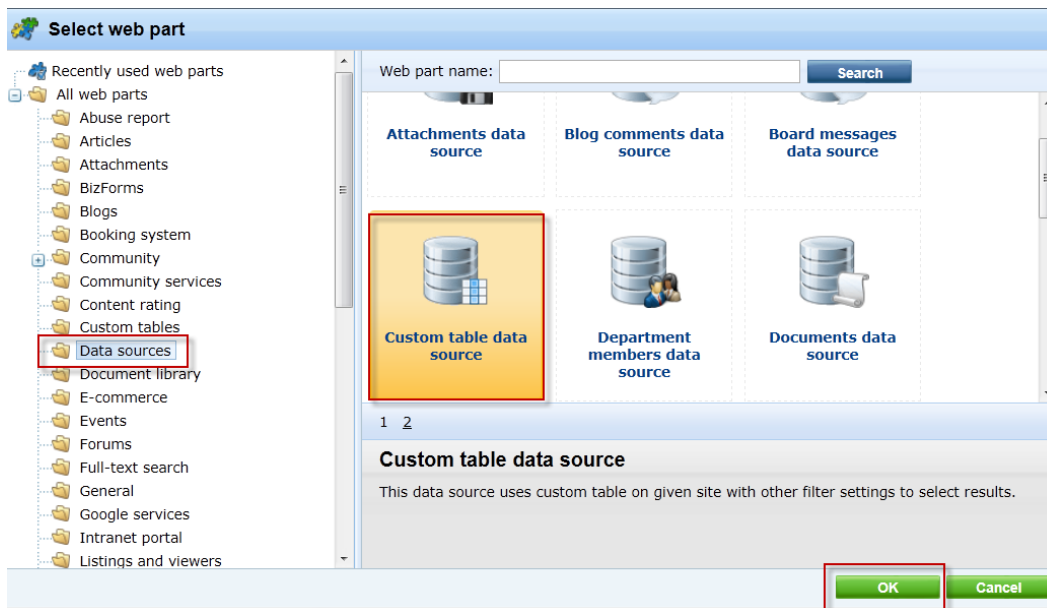 Select web part
Recently used web parts
All web parts
Abuse report
Articles
Attachments
BizForms
Blogs
Booking system
Community
Community services
Content rating
Custom tables
Data sources
Document library
E-commerce
Events
Forums
Full-text search
General
Google services
Intranet portal
Listings and viewers
Web part name:
Search
Attachments data
source
Blog comments data
source
Board messages
data source
Custom table data
source
Department
members data
source
Documents data
source
1 2
Custom table data source
This data source uses custom table on given site with other filter settings to select results.
OK
Cancel